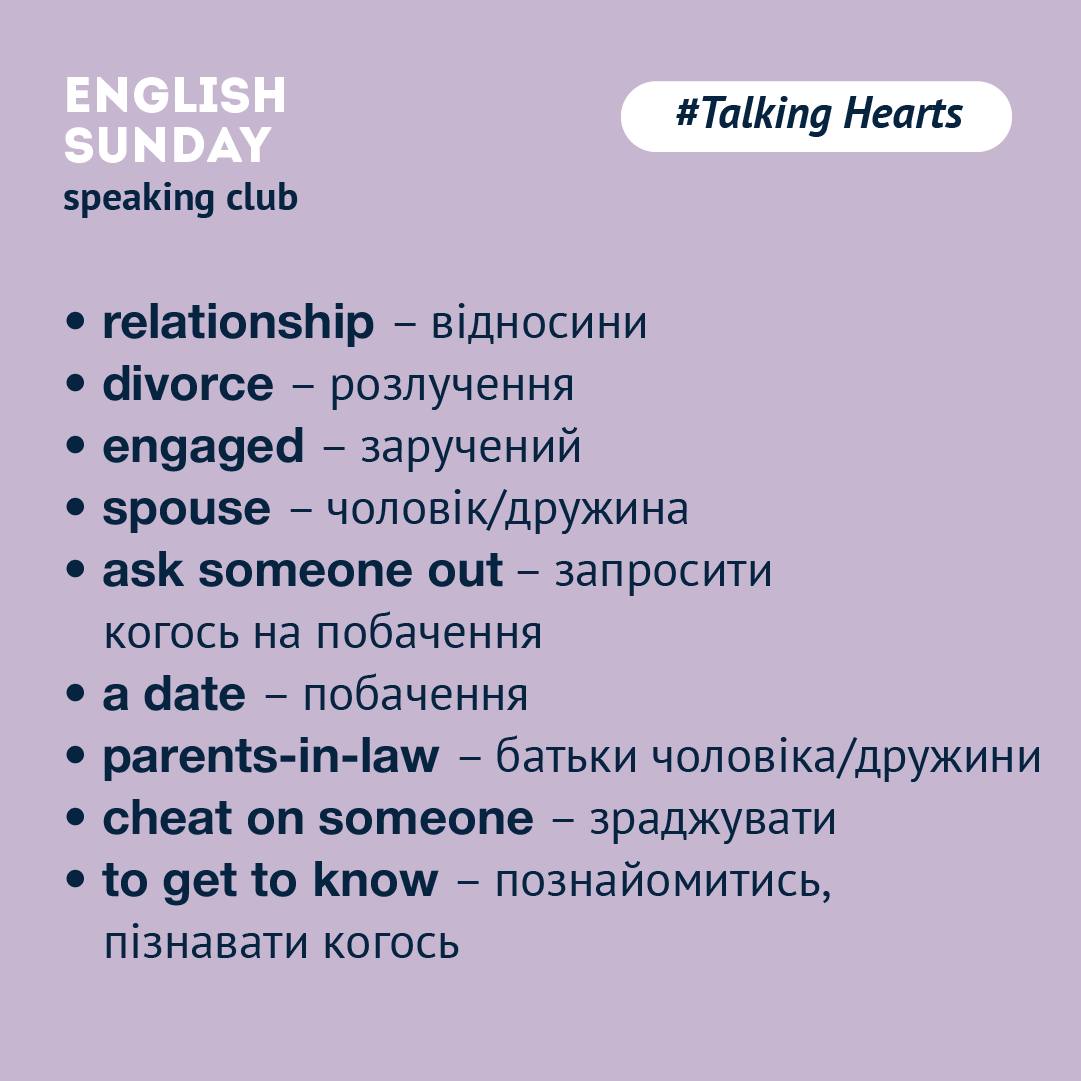 ENGLISH
SUNDAY
speaking club
#Talking Hearts
• relationship – відносини
• divorce – розлучення
• engaged – заручений
• spouse – чоловік/дружина
• ask someone out – запросити
когось на побачення
• a date – побачення
• parents-in-law – батьки чоловіка/дружини
• cheat on someone – зраджувати
• to get to know – познайомитись,
пізнавати когось